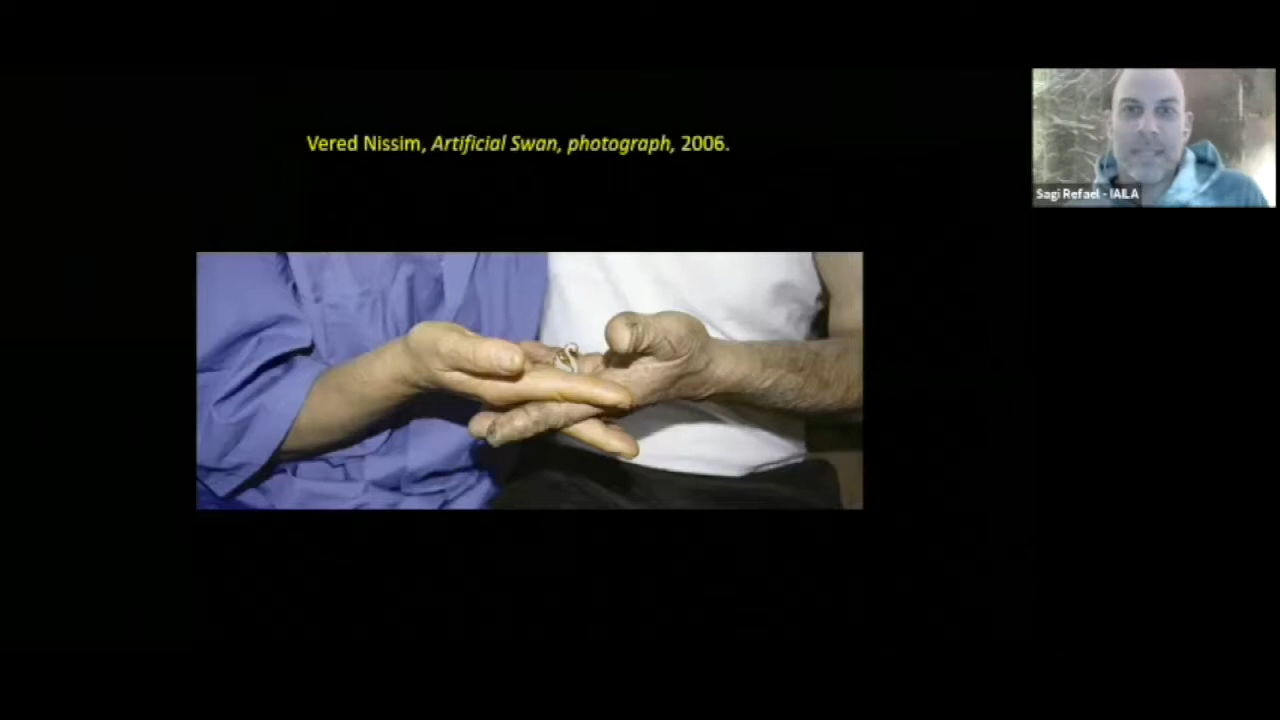 Vered Nissim, Artificial Swan, photograph, 2006.
Sagi Refael - IAILA